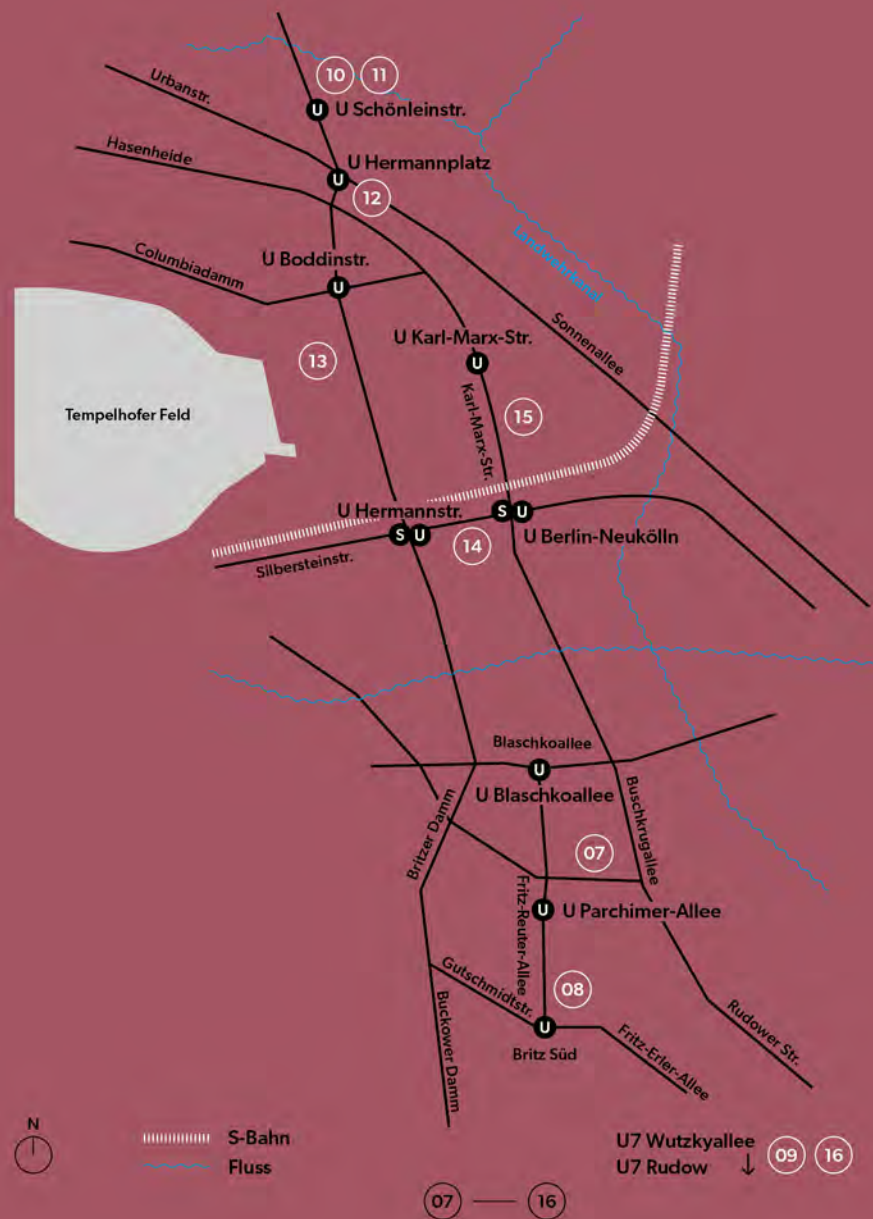 10 11
U U Schönleinstr.
Urbanstr.
Hasenheide
U Hermannplatz
U
12
Columbiadamm
U Boddinstr.
U
Landwehrkanal
Sonnenallee
13
U Karl-Marx-Str.
U
Karl-Marx-Str.
15
Tempelhofer Feld
U Hermannstr.
S U
S U
U Berlin-Neukölln
14
Silbersteinstr.
Blaschkoallee
U
U Blaschkoallee
Britzer Damm
Buschkrugallee
07
Fritz-Reuter-Allee
U U Parchimer-Allee
Gutschmidtstr.
08
U
Britz Süd
Buckower Damm
Fritz-Erler-Allee
Rudower Str.
N
S-Bahn
Fluss
U7 Wutzkyallee
U7 Rudow ↓ 09 16
07 — 16